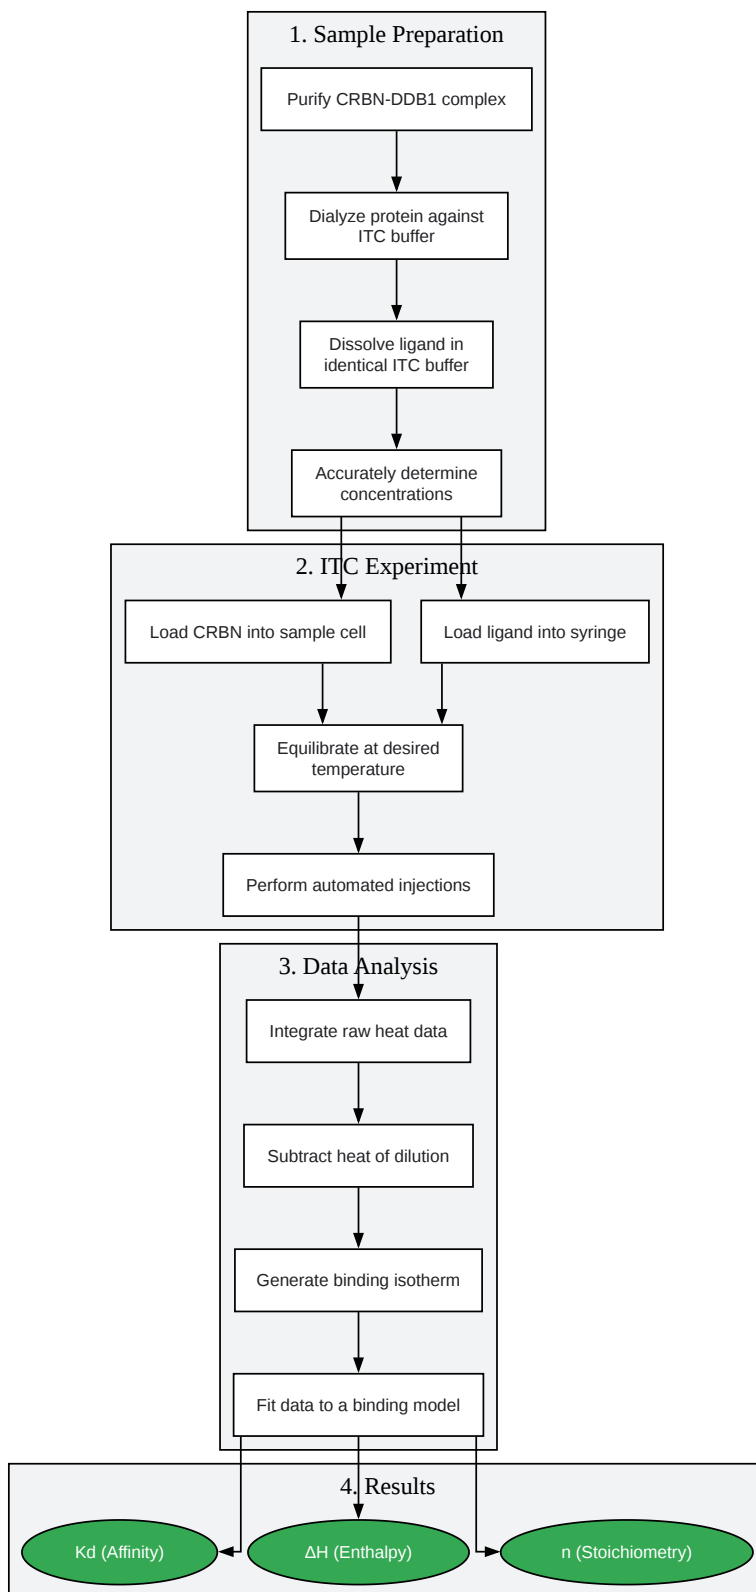 1. Sample Preparation
Purify CRBN-DDB1 complex
Dialyze protein against
ITC buffer
Dissolve ligand in
identical ITC buffer
Accurately determine
concentrations
2. ITC Experiment
Load CRBN into sample cell
Load ligand into syringe
Equilibrate at desired
temperature
Perform automated injections
3. Data Analysis
Integrate raw heat data
Subtract heat of dilution
Generate binding isotherm
Fit data to a binding model
4. Results
Kd (Affinity)
ΔH (Enthalpy)
n (Stoichiometry)